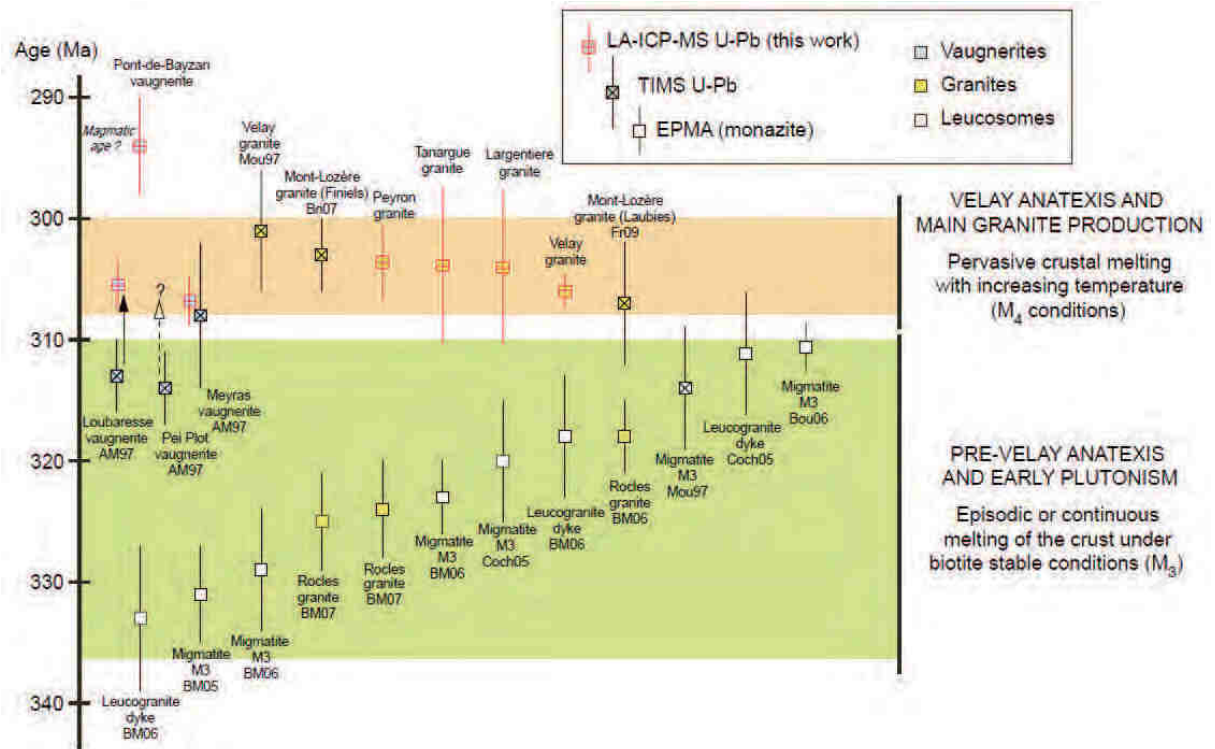 Age (Ma)
290
300
310
320
330
340
LA-ICP-MS U-Pb (this work)
TIMS U-Pb
EPMA (monazite)
Vaugnerites
Granites
Leucosomes
Pont-de-Bayzan
vaugnerite
Magmatic
age ?
Velay
granite
Mou97
Mont-Lozère
granite (Finiels)
Bri07
Peyron
granite
Tanargue
granite
Largentiere
granite
Velay
granite
Mont-Lozère
granite (Laubies)
Fr09
?
Loubaresse
vaugnerite
AM97
Pei Plot
vaugnerite
AM97
Meyras
vaugnerite
AM97
Leucogranite
dyke
BM06
Migmatite
M3
BM05
Migmatite
M3
BM06
Rocles
granite
BM07
Rocles
granite
BM07
Migmatite
M3
BM06
Migmatite
M3
Coch05
Leucogranite
dyke
BM06
Rocles
granite
BM06
Migmatite
M3
Mou97
Leucogranite
dyke
Coch05
Migmatite
M3
Bou06
VELAY ANATEXIS AND
MAIN GRANITE PRODUCTION
Pervasive crustal melting
with increasing temperature
(M₄ conditions)
PRE-VELAY ANATEXIS
AND EARLY PLUTONISM
Episodic or continuous
melting of the crust under
biotite stable conditions (M₃)